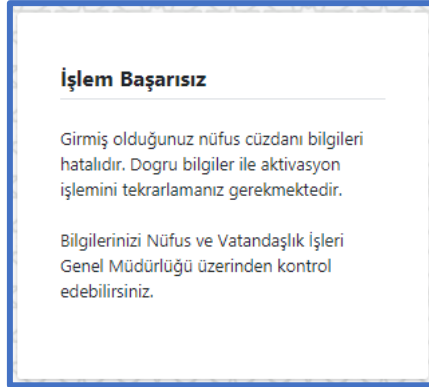 İşlem Başarısız
Girmiş olduğunuz nüfus cüzdanı bilgileri
hatalıdır. Dogru bilgiler ile aktivasyon
işlemini tekrarlamanız gerekmektedir.
Bilgilerinizi Nüfus ve Vatandaşlık İşleri
Genel Müdürlüğü üzerinden kontrol
edebilirsiniz.